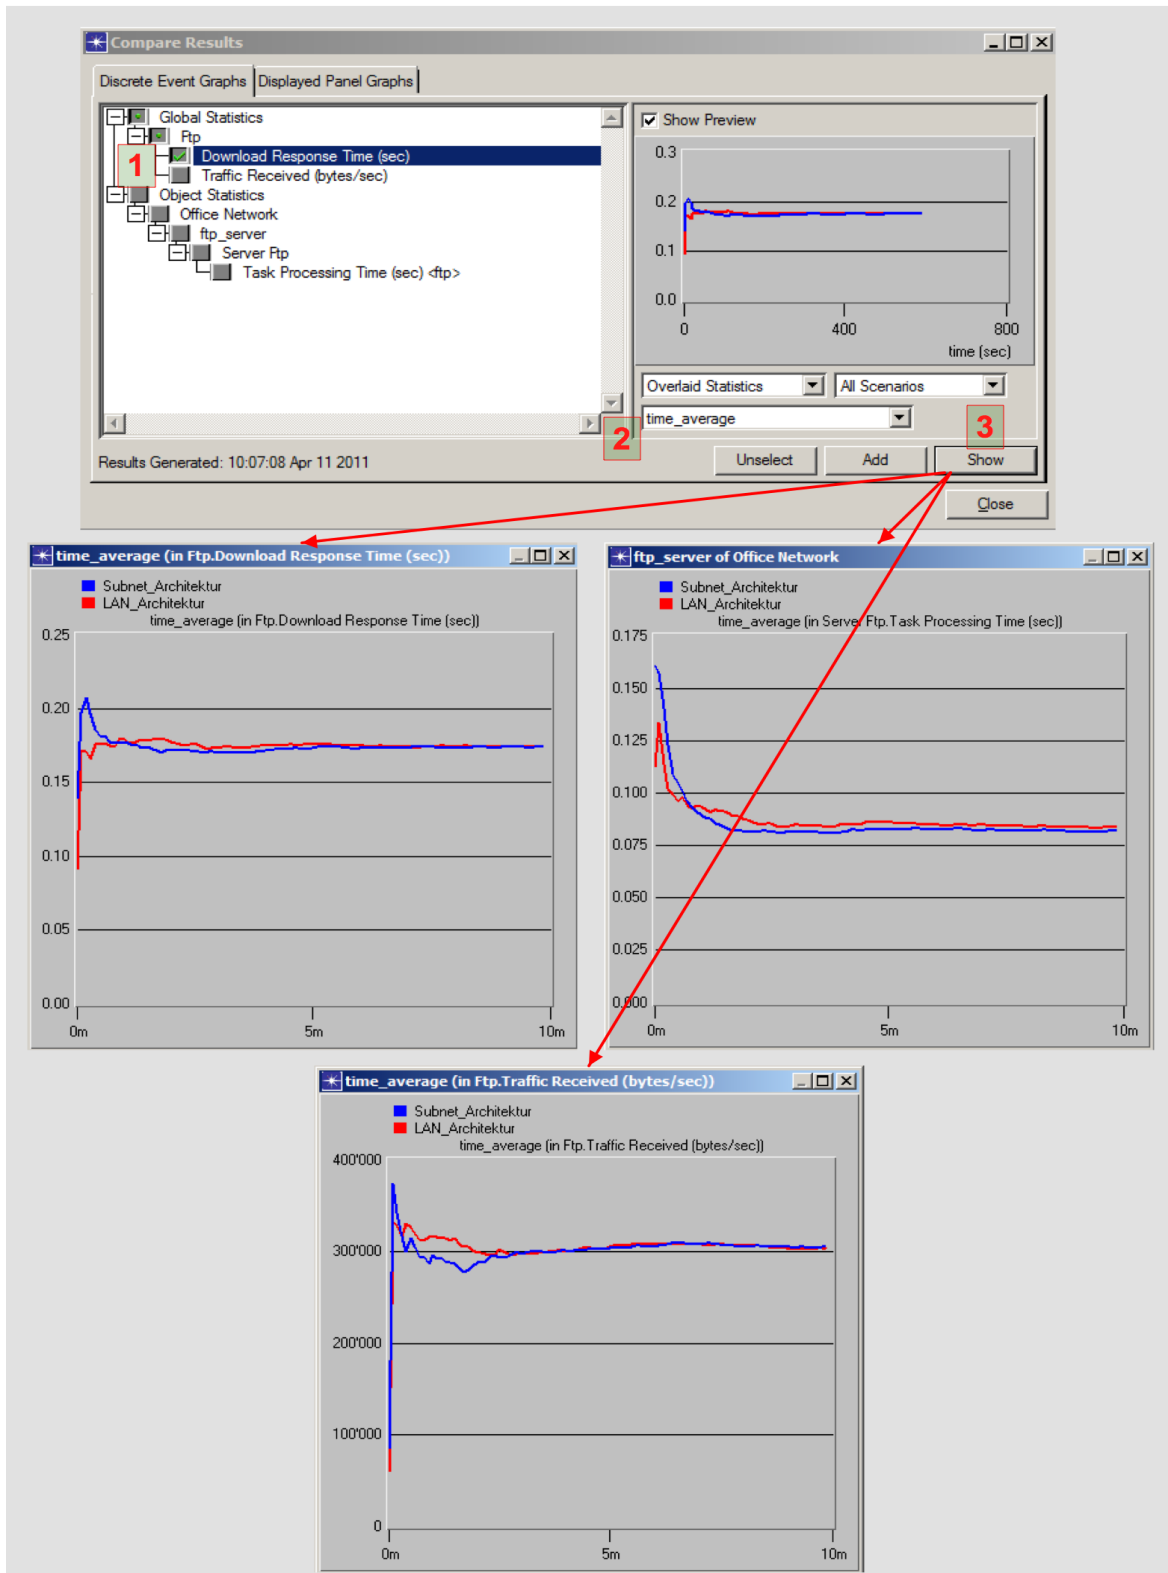 Compare Results
Discrete Event Graphs Displayed Panel Graphs
Global Statistics
Ftp
Download Response Time (sec)
Traffic Received (bytes/sec)
Object Statistics
Office Network
ftp_server
Server Ftp
Task Processing Time (sec) <ftp>
1
Show Preview
0.3
0.2
0.1
0.0
0 400 800
time (sec)
Overlaid Statistics All Scenarios
time_average
2
3
Results Generated: 10:07:08 Apr 11 2011
Unselect Add Show
Close
time_average (in Ftp.Download Response Time (sec))
Subnet_Architektur
LAN_Architektur
time_average (in Ftp.Download Response Time (sec))
0.25
0.20
0.15
0.10
0.05
0.00
0m 5m 10m
ftp_server of Office Network
Subnet_Architektur
LAN_Architektur
time_average (in Server Ftp.Task Processing Time (sec))
0.175
0.150
0.125
0.100
0.075
0.050
0.025
0.000
0m 5m 10m
time_average (in Ftp.Traffic Received (bytes/sec))
Subnet_Architektur
LAN_Architektur
time_average (in Ftp.Traffic Received (bytes/sec))
400'000
300'000
200'000
100'000
0
0m 5m 10m